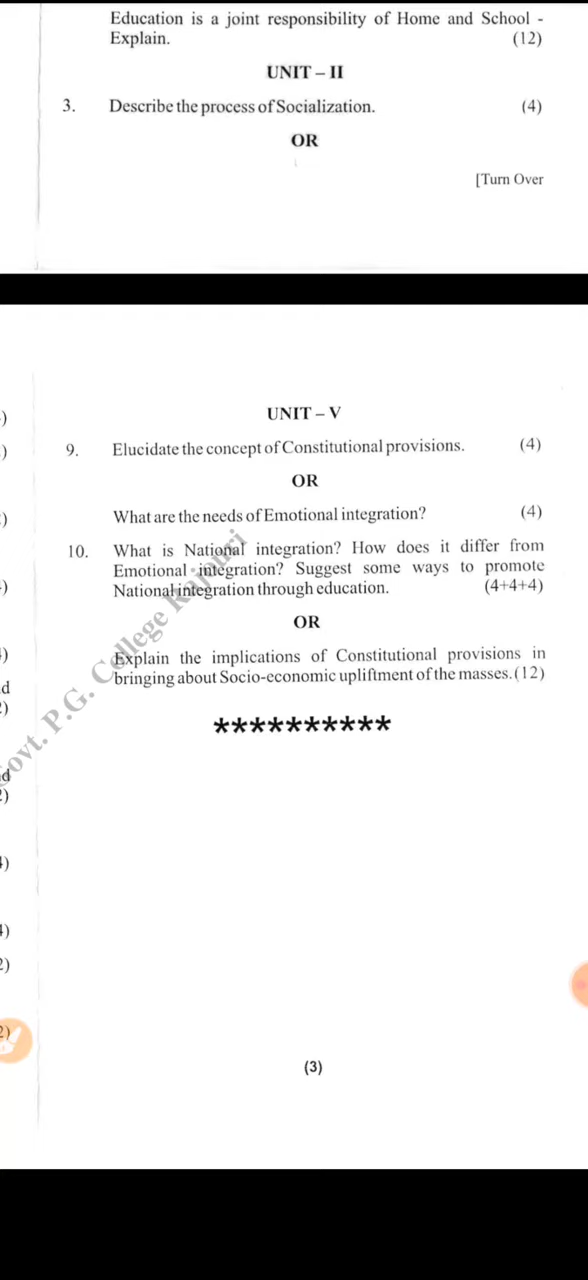 Education is a joint responsibility of Home and School -
Explain. (12)
UNIT – II
3. Describe the process of Socialization. (4)
OR
[Turn Over
UNIT – V
9. Elucidate the concept of Constitutional provisions. (4)
OR
What are the needs of Emotional integration? (4)
10. What is National integration? How does it differ from
Emotional integration? Suggest some ways to promote
National integration through education. (4+4+4)
OR
Explain the implications of Constitutional provisions in
bringing about Socio-economic upliftment of the masses.(12)
**********
Govt. P.G. College Rajouri
(3)